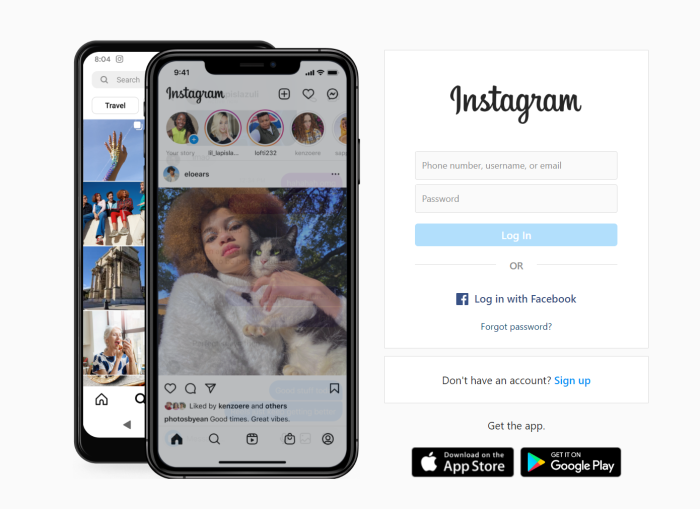 8:04
Search
Travel
9:41
Instagram
Your story
lil_lapisla...
lofti232
kenzoere
eloears
Liked by kenzoere and others
photosbyean Good times. Great vibes.
Instagram
Phone number, username, or email
Password
Log In
OR
Log in with Facebook
Forgot password?
Don't have an account? Sign up
Get the app.
Download on the
App Store
GET IT ON
Google Play